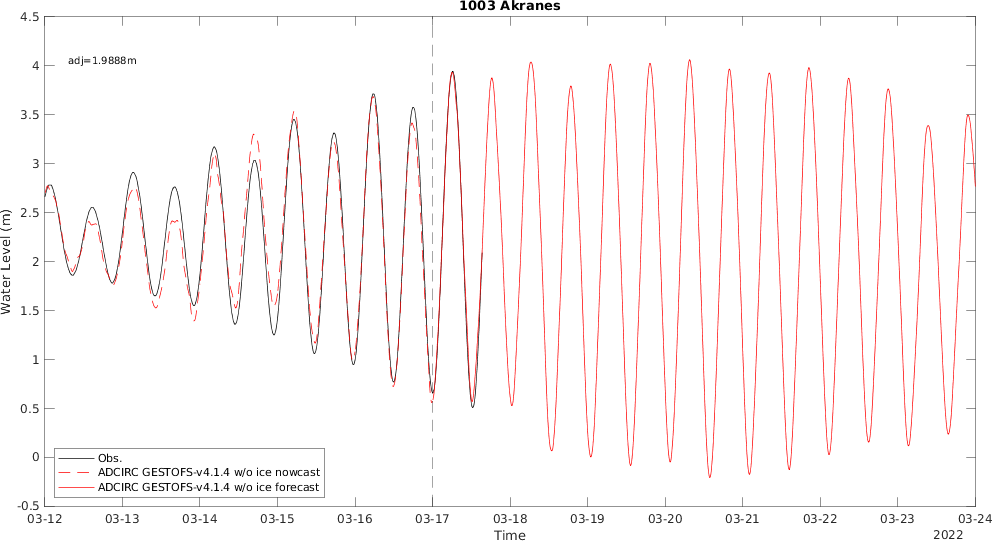 1003 Akranes
adj=1.9888m
4.5
4
3.5
3
2.5
2
1.5
1
0.5
0
-0.5
Water Level (m)
Obs.
ADCIRC GESTOFS-v4.1.4 w/o ice nowcast
ADCIRC GESTOFS-v4.1.4 w/o ice forecast
03-12 03-13 03-14 03-15 03-16 03-17 03-18 03-19 03-20 03-21 03-22 03-23 03-24
Time
2022